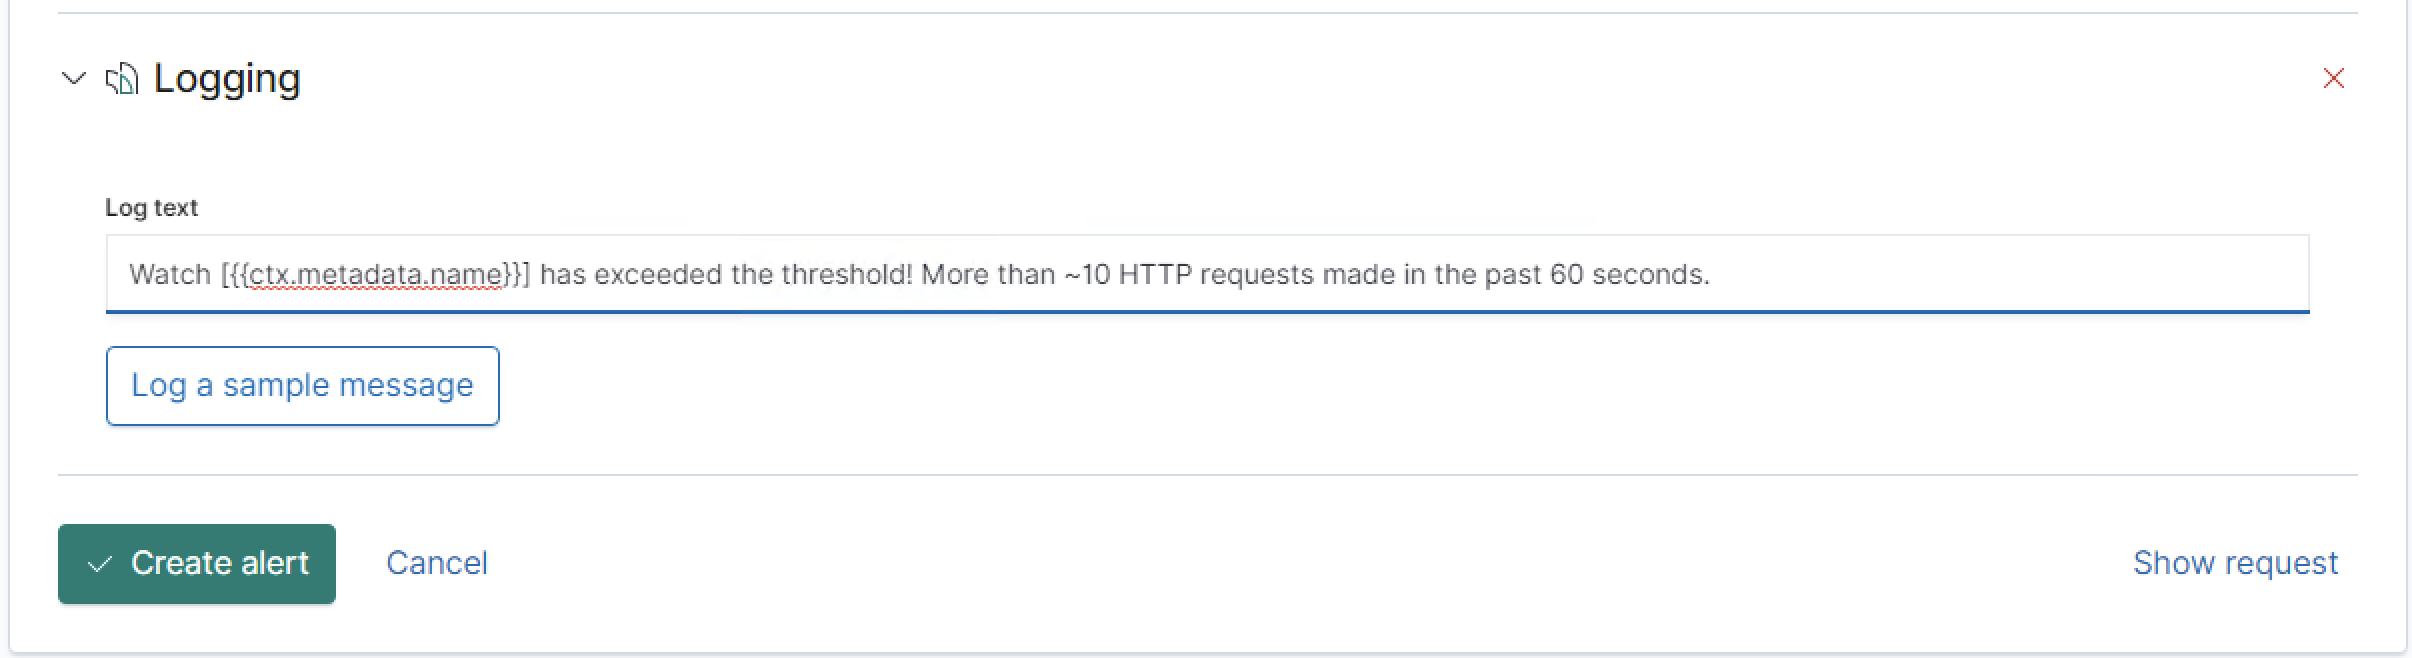 Logging
Log text
Watch [{{ctx.metadata.name}}] has exceeded the threshold! More than ~10 HTTP requests made in the past 60 seconds.
Log a sample message
Create alert
Cancel
Show request